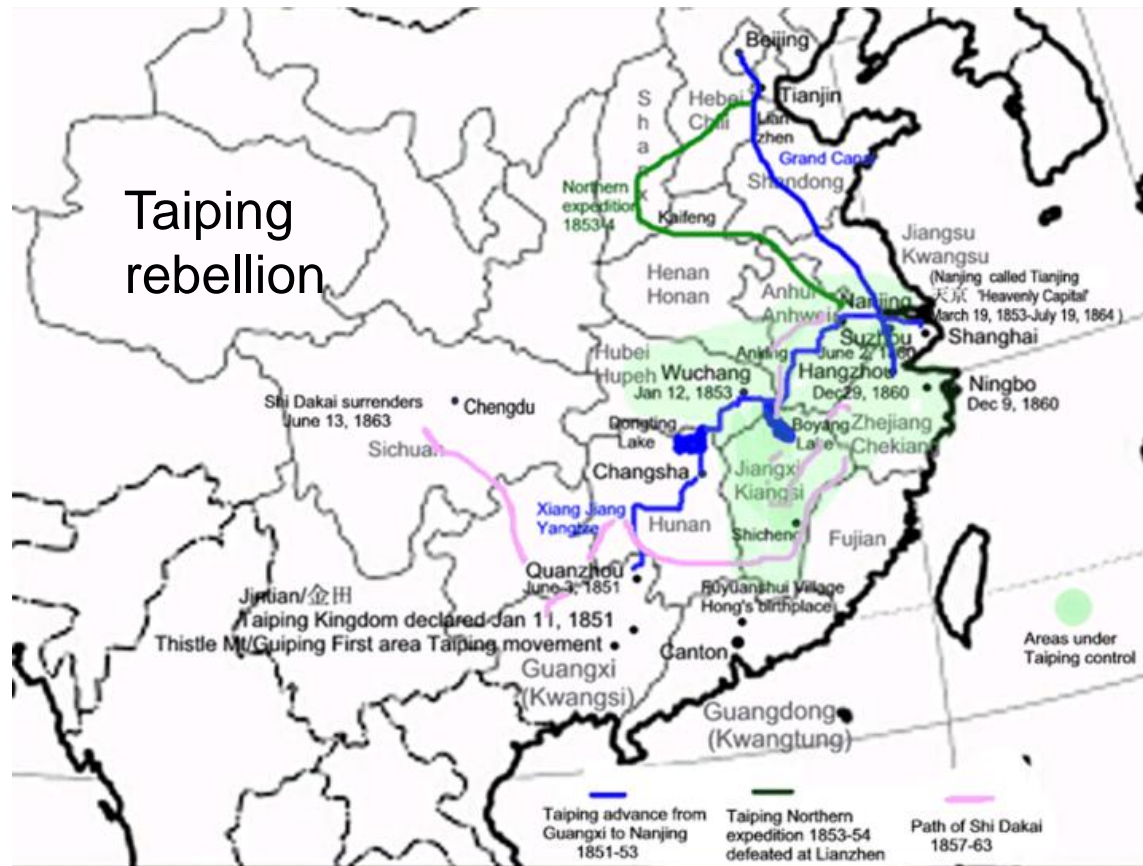 Beijing
Tianjin
Hebei
Chili
Lian
zhen
Shanx
Grand Canal
Shandong
Taiping
rebellion
Northern
expedition
1853-4
Kaifeng
Jiangsu
Kwangsu
(Nanjing called Tianjing
天京 "Heavenly Capital"
March 19, 1853-July 19, 1864 )
Henan
Honan
Anhui
Anhwei
Nanjing
Suzhou
June 2, 1860
Shanghai
Hubei
Hupeh
Anking
Wuchang
Jan 12, 1853
Hangzhou
Dec29, 1860
Ningbo
Dec 9, 1860
Shi Dakai surrenders
June 13, 1863
Chengdu
Sichuan
Dongting
Lake
Boyang
Lake
Zhejiang
Chekiang
Changsha
Jiangxi
Kiangsi
Xiang Jiang
Yangtze
Hunan
Shicheng
Fujian
Quanzhou
June 3, 1851
Jintian/金田
Taiping Kingdom declared Jan 11, 1851
Thistle Mt/Guiping First area Taiping movement
Fuyuanshui Village
Hong's birthplace
Canton
Guangxi
(Kwangsi)
Guangdong
(Kwangtung)
Areas under
Taiping control
Taiping advance from
Guangxi to Nanjing
1851-53
Taiping Northern
expedition 1853-54
defeated at Lianzhen
Path of Shi Dakai
1857-63